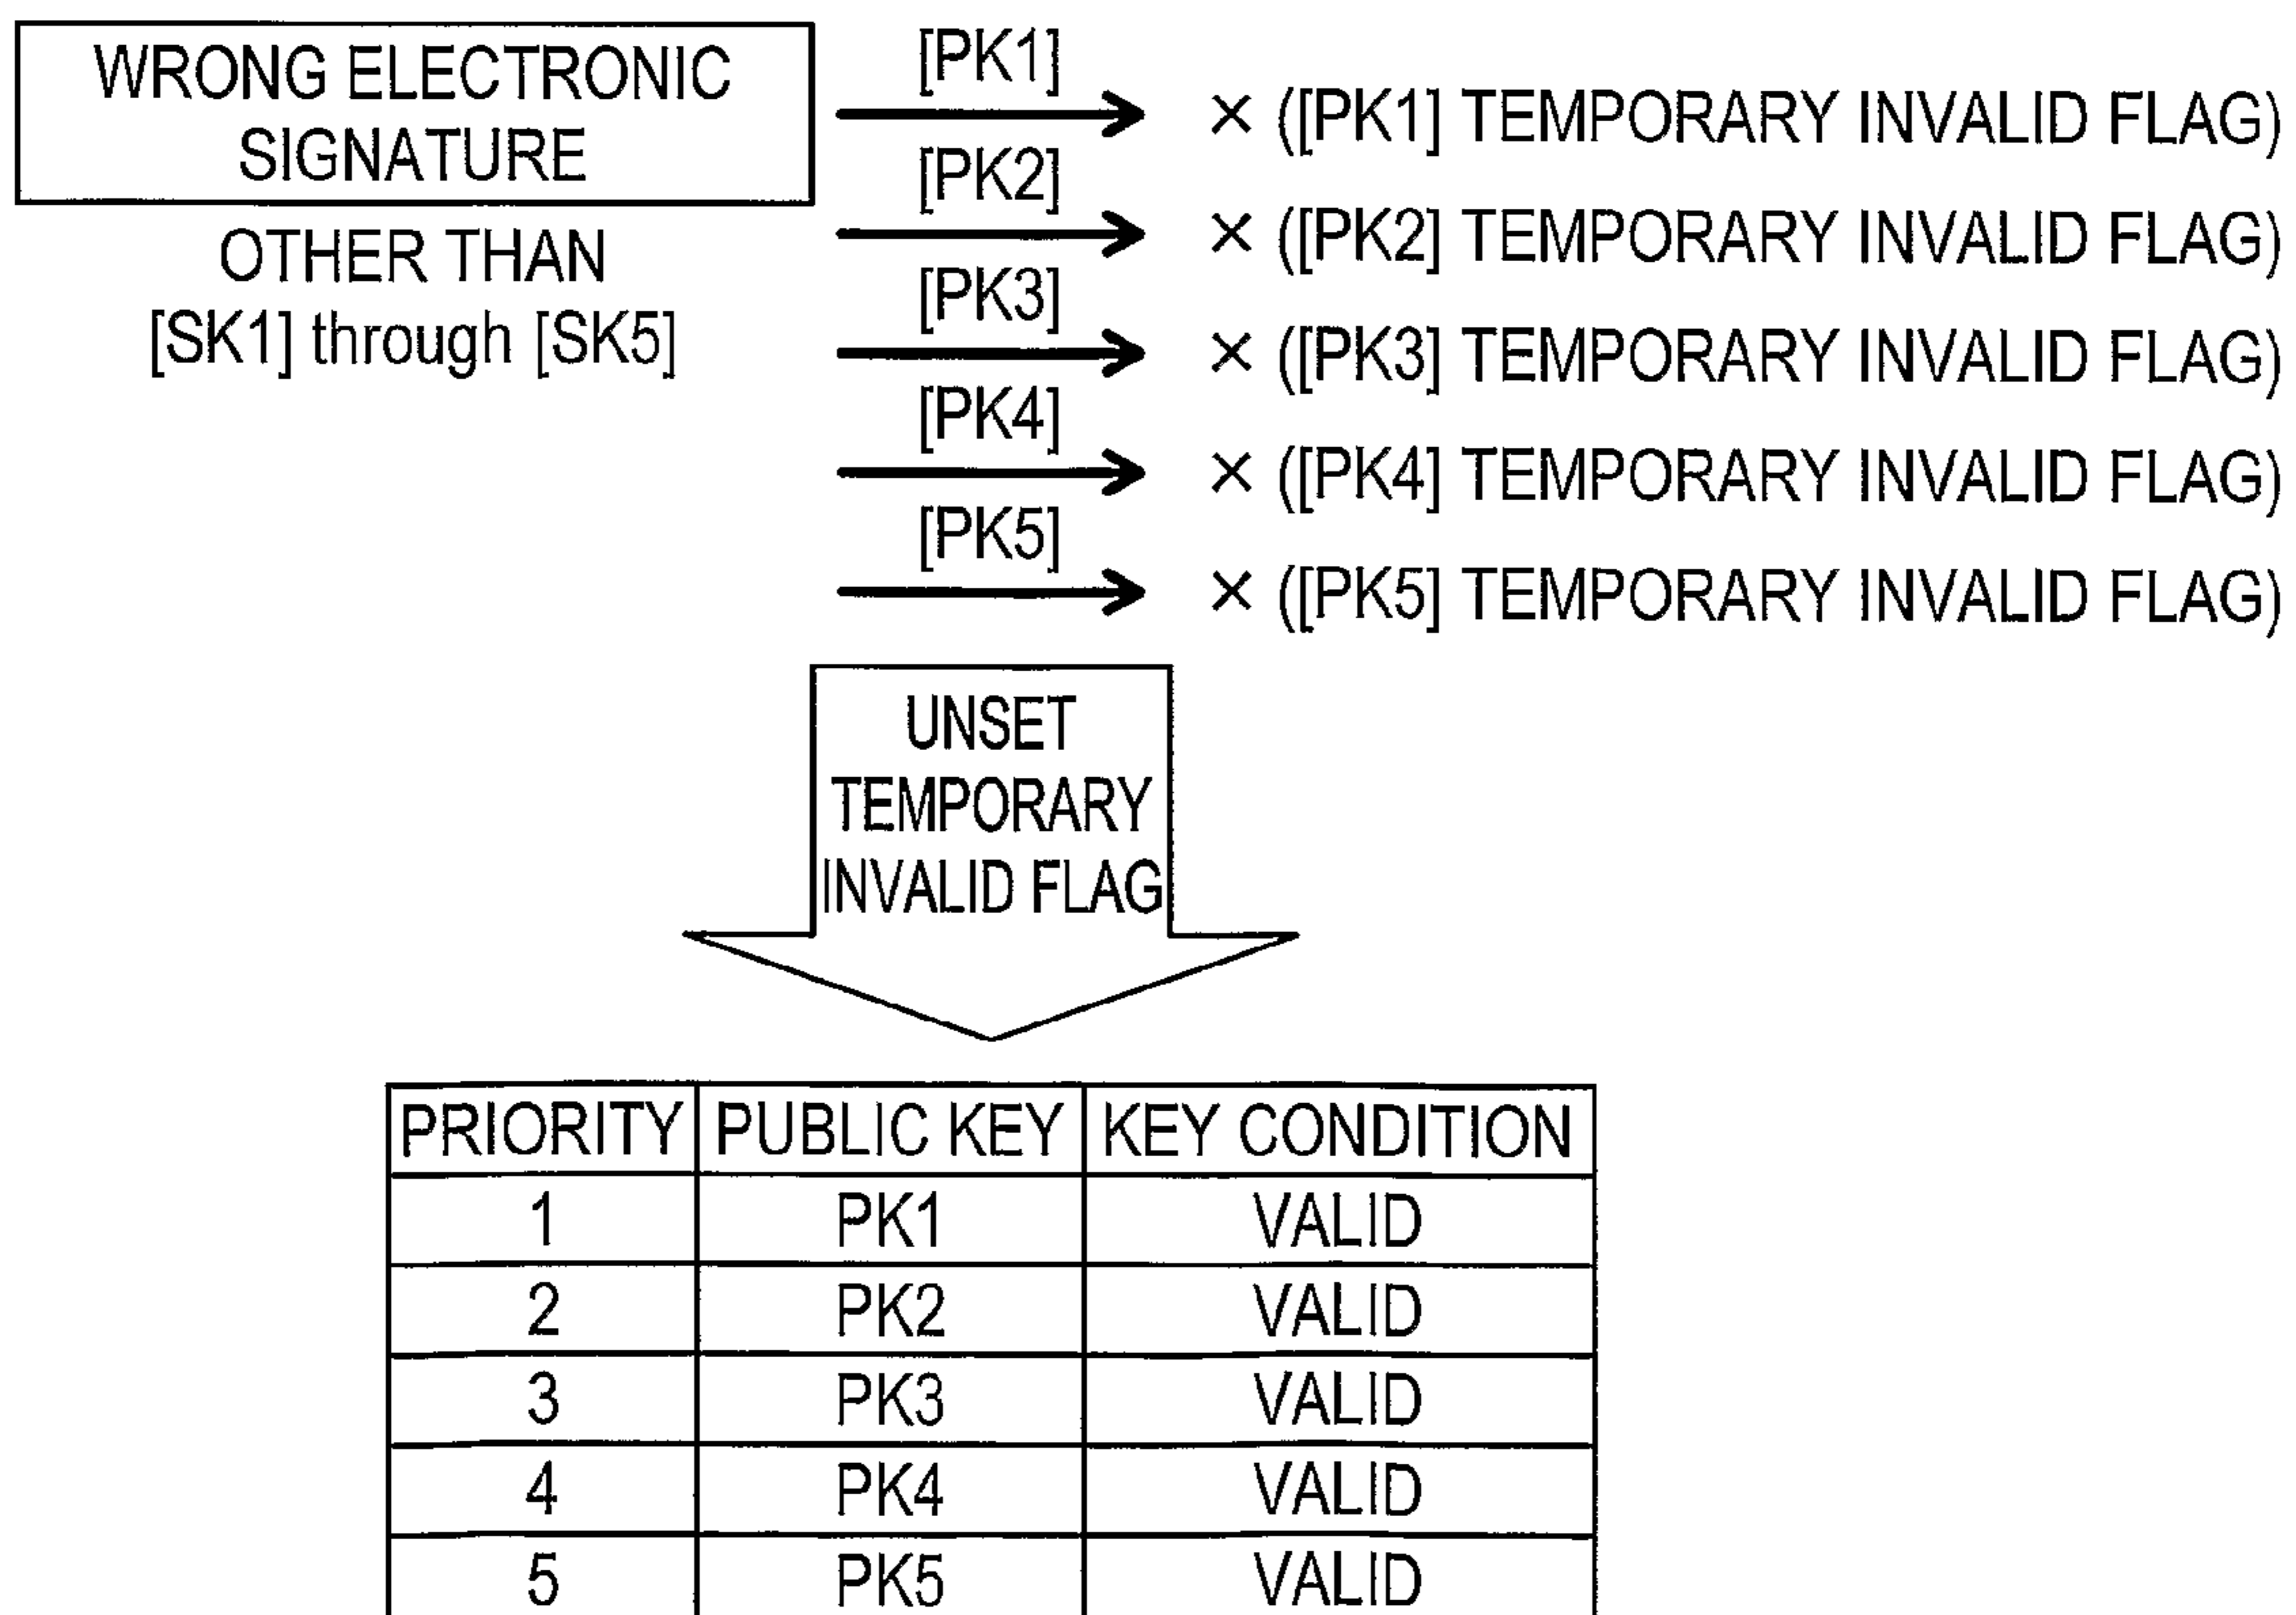 WRONG ELECTRONIC
SIGNATURE
OTHER THAN
[SK1] through [SK5]
[PK1]
× ([PK1] TEMPORARY INVALID FLAG)
[PK2]
× ([PK2] TEMPORARY INVALID FLAG)
[PK3]
× ([PK3] TEMPORARY INVALID FLAG)
[PK4]
× ([PK4] TEMPORARY INVALID FLAG)
[PK5]
× ([PK5] TEMPORARY INVALID FLAG)
UNSET
TEMPORARY
INVALID FLAG
PRIORITY PUBLIC KEY KEY CONDITION
1 PK1 VALID
2 PK2 VALID
3 PK3 VALID
4 PK4 VALID
5 PK5 VALID